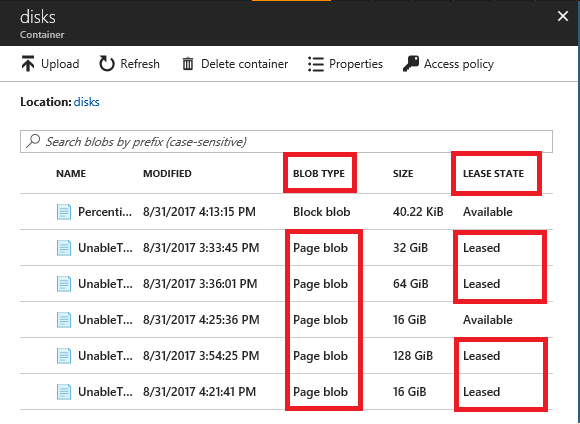 disks
Container
Upload Refresh Delete container Properties Access policy
Location: disks
Search blobs by prefix (case-sensitive)
NAME MODIFIED BLOB TYPE SIZE LEASE STATE
Percenti... 8/31/2017 4:13:15 PM Block blob 40.22 KiB Available
UnableT... 8/31/2017 3:33:45 PM Page blob 32 GiB Leased
UnableT... 8/31/2017 3:36:01 PM Page blob 64 GiB Leased
UnableT... 8/31/2017 4:25:36 PM Page blob 16 GiB Available
UnableT... 8/31/2017 3:54:25 PM Page blob 128 GiB Leased
UnableT... 8/31/2017 4:21:41 PM Page blob 16 GiB Leased